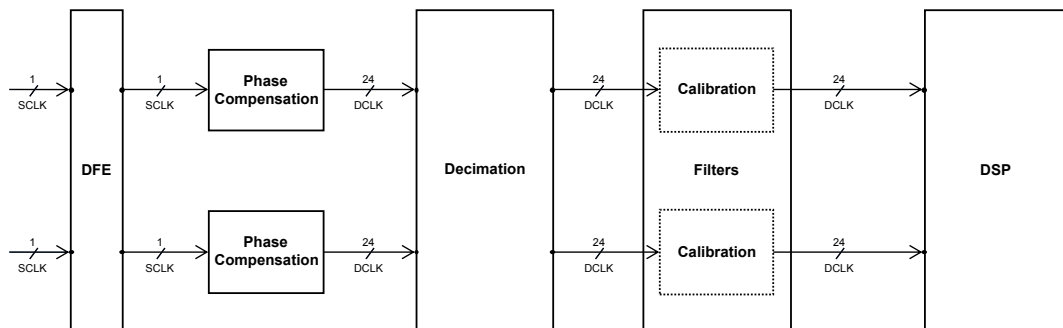 1
SCLK
DFE
1
SCLK
Phase
Compensation
24
DCLK
Decimation
24
DCLK
Calibration
Filters
24
DCLK
DSP
1
SCLK
1
SCLK
Phase
Compensation
24
DCLK
24
DCLK
Calibration
24
DCLK